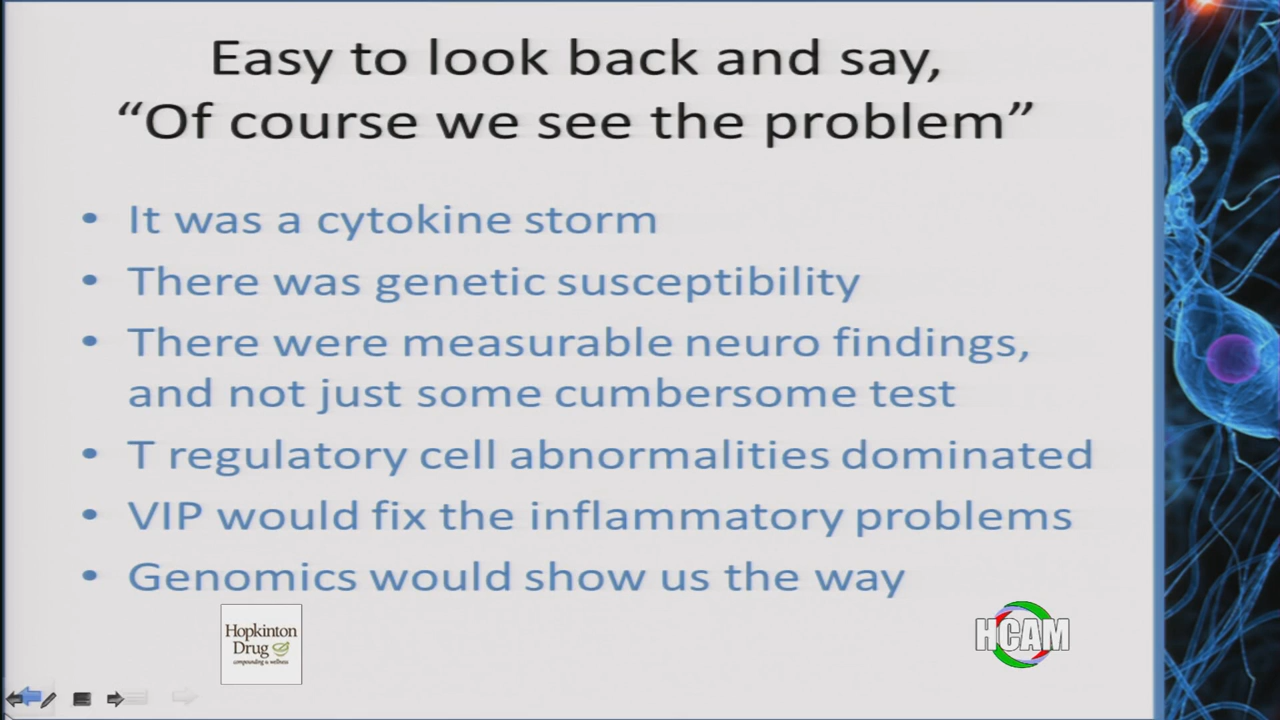 Easy to look back and say,
“Of course we see the problem”
• It was a cytokine storm
• There was genetic susceptibility
• There were measurable neuro findings,
and not just some cumbersome test
• T regulatory cell abnormalities dominated
• VIP would fix the inflammatory problems
• Genomics would show us the way
Hopkinton
Drug
compounding & wellness
HCAM